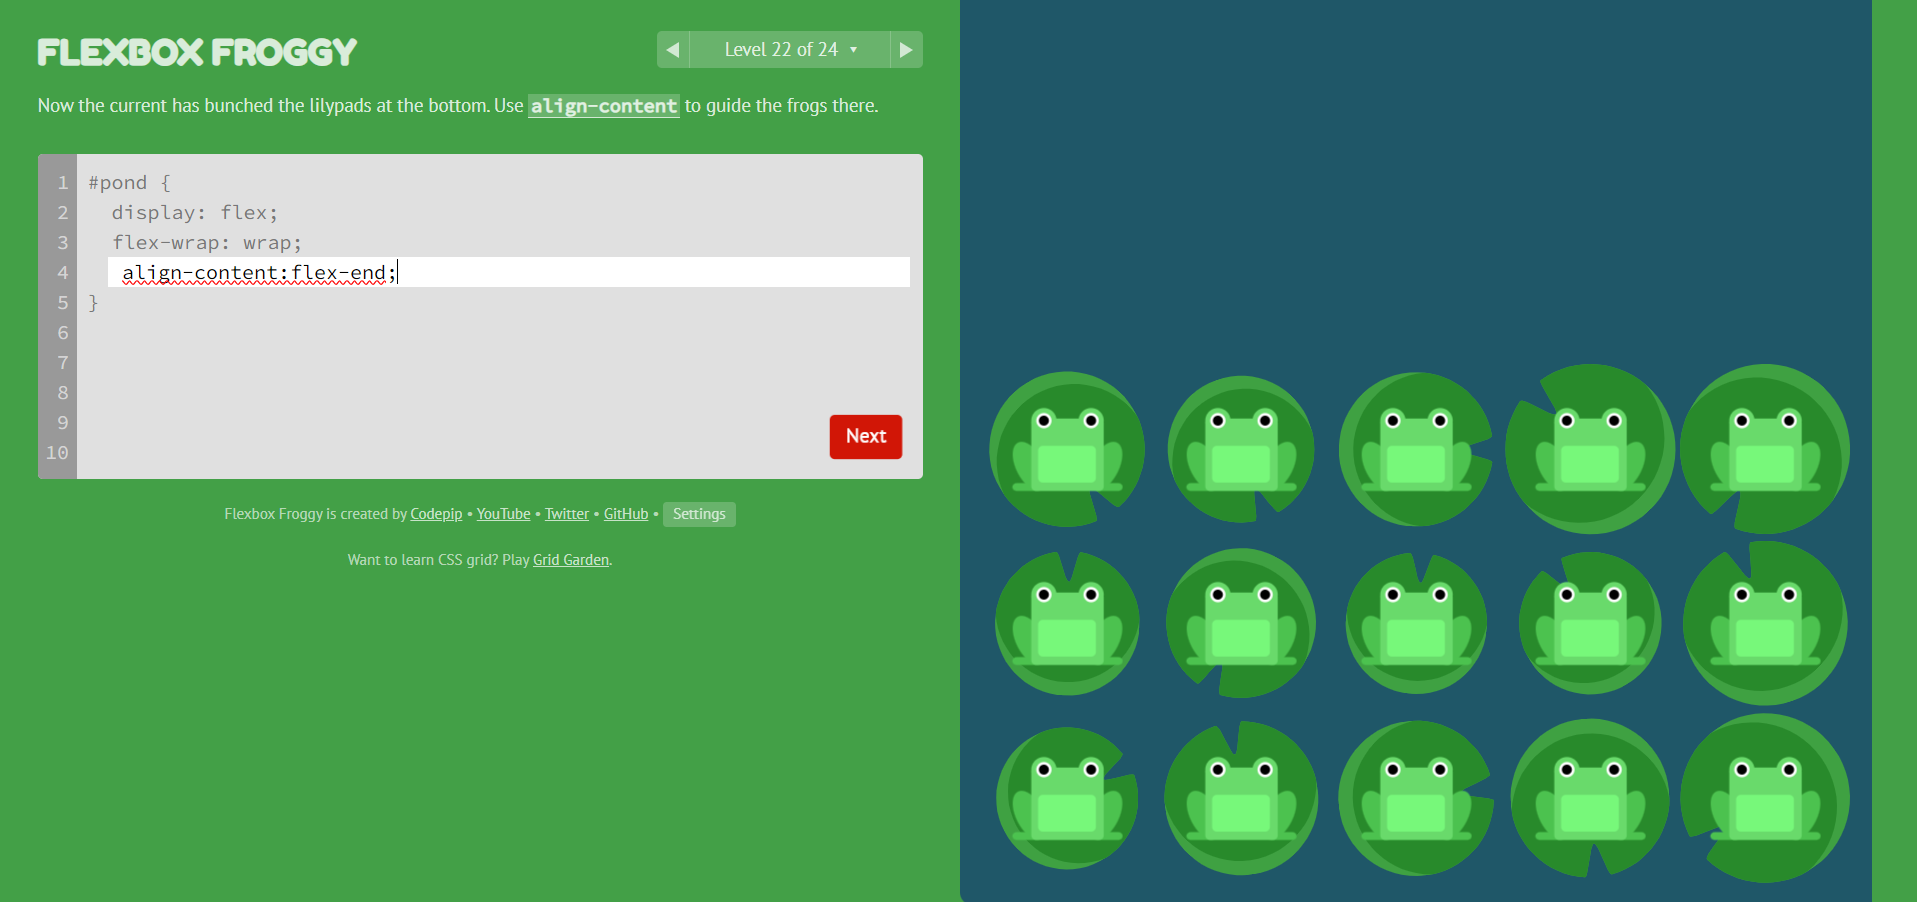 FLEXBOX FROGGY
Level 22 of 24
Now the current has bunched the lilypads at the bottom. Use align-content to guide the frogs there.
1 #pond {
2 display: flex;
3 flex-wrap: wrap;
4 align-content:flex-end;
5 }
6
7
8
9
10
Next
Flexbox Froggy is created by Codepip • YouTube • Twitter • GitHub • Settings
Want to learn CSS grid? Play Grid Garden.